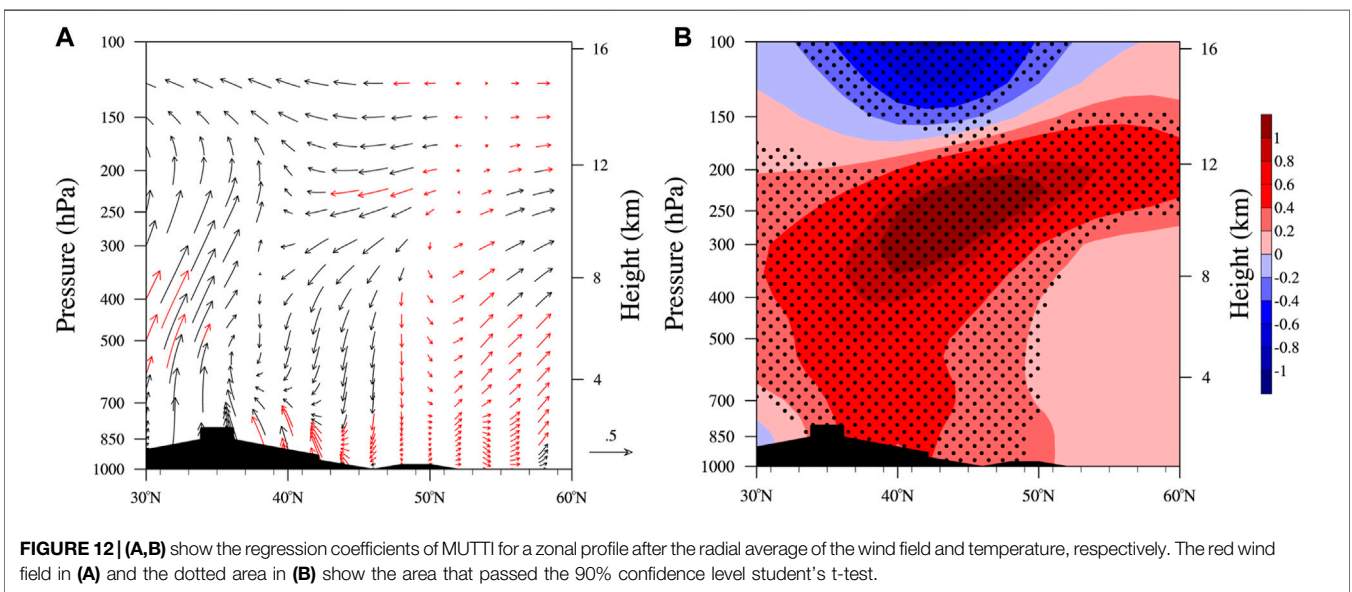 A
100
150
200
250
300
400
500
700
850
1000
Pressure (hPa)
30°N
40°N
50°N
60°N
16
12
8
4
Height (km)
.5
B
100
150
200
250
300
400
500
700
850
1000
Pressure (hPa)
30°N
40°N
50°N
60°N
16
12
8
4
Height (km)
1
0.8
0.6
0.4
0.2
0
-0.2
-0.4
-0.6
-0.8
-1
FIGURE 12 | (A,B) show the regression coefficients of MUTTI for a zonal profile after the radial average of the wind field and temperature, respectively. The red wind
field in (A) and the dotted area in (B) show the area that passed the 90% confidence level student's t-test.